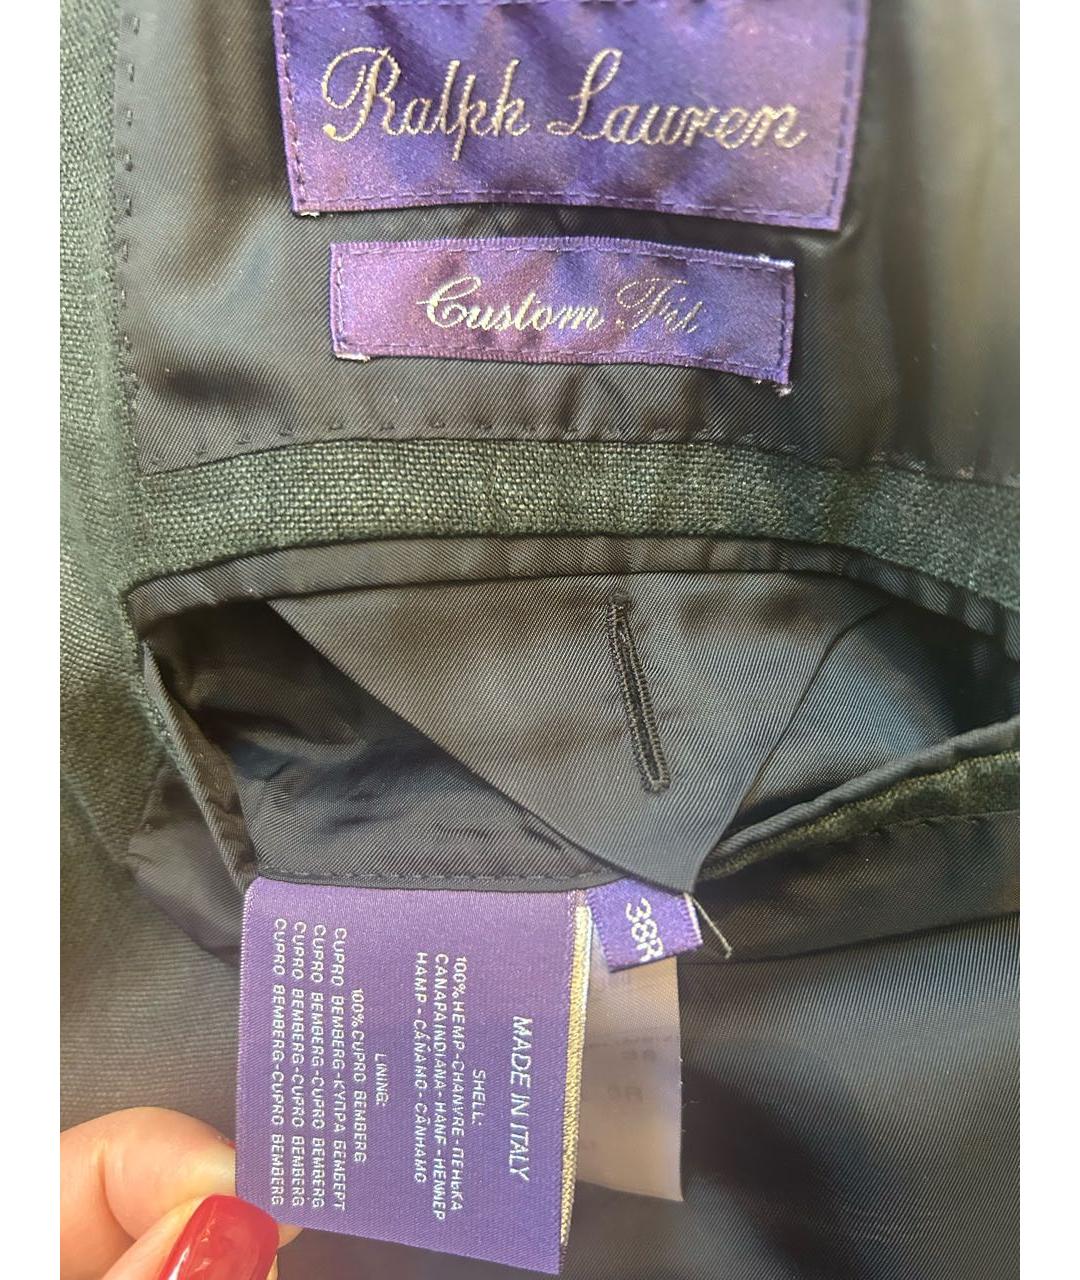 Ralph Lauren
Custom Fit
38R
MADE IN ITALY
SHELL:
100%HEMP-CHANVRE-ПЕНЬКА
CANAPAINDIANA-HANF-HENNEP
HAMP-CÁÑAMO-CÂNHAMO
LINING:
100%CUPRO BEMBERG
CUPRO BEMBERG-КУПРА БЕМБЕРГ
CUPRO BEMBERG-CUPRO BEMBERG
CUPRO BEMBERG-CUPRO BEMBERG
CUPRO BEMBERG-CUPRO BEMBERG